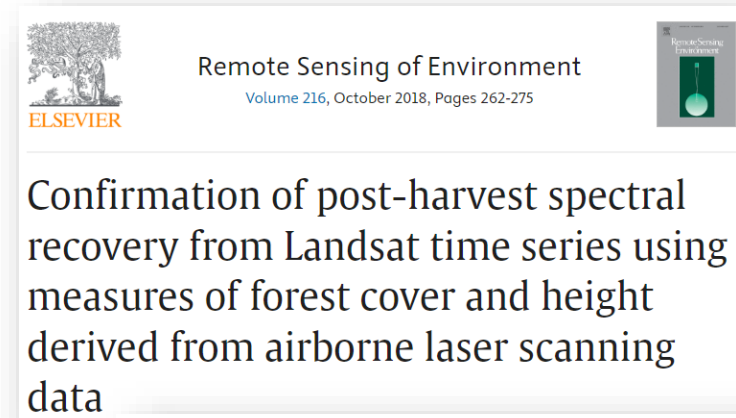 Remote Sensing of Environment
Volume 216, October 2018, Pages 262-275
ELSEVIER
Remote Sensing
Environment
Confirmation of post-harvest spectral
recovery from Landsat time series using
measures of forest cover and height
derived from airborne laser scanning
data